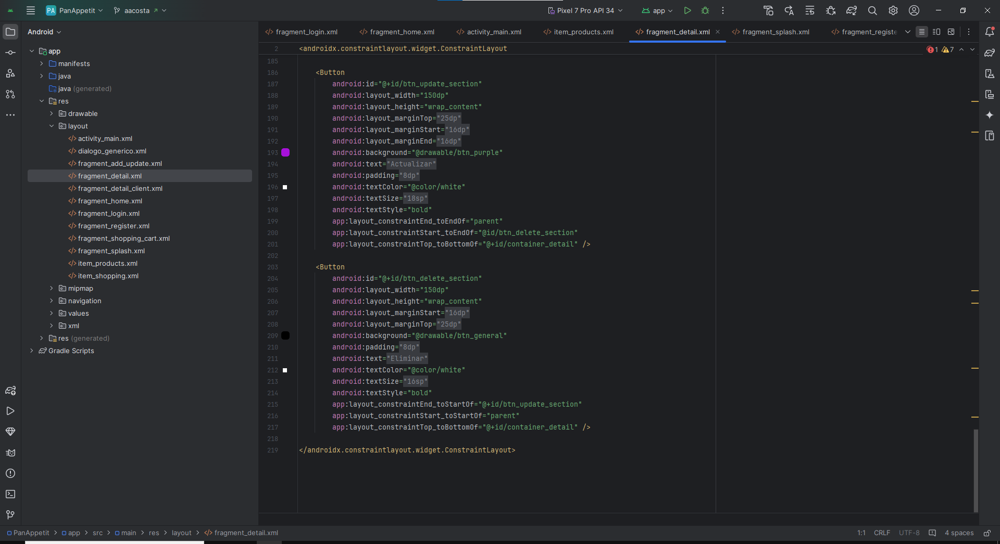 PA PanAppetit aacosta Pixel 7 Pro API 34 app
Android
app
manifests
java
java (generated)
res
drawable
layout
activity_main.xml
dialogo_generico.xml
fragment_add_update.xml
fragment_detail.xml
fragment_detail_client.xml
fragment_home.xml
fragment_login.xml
fragment_register.xml
fragment_shopping_cart.xml
fragment_splash.xml
item_products.xml
item_shopping.xml
mipmap
navigation
values
xml
res (generated)
Gradle Scripts
fragment_login.xml fragment_home.xml activity_main.xml item_products.xml fragment_detail.xml fragment_splash.xml fragment_registe
2 <androidx.constraintlayout.widget.ConstraintLayout 1 7
185
186 <Button
187 android:id="@+id/btn_update_section"
188 android:layout_width="150dp"
189 android:layout_height="wrap_content"
190 android:layout_marginTop="25dp"
191 android:layout_marginStart="16dp"
192 android:layout_marginEnd="16dp"
193 android:background="@drawable/btn_purple"
194 android:text="Actualizar"
195 android:padding="8dp"
196 android:textColor="@color/white"
197 android:textSize="18sp"
198 android:textStyle="bold"
199 app:layout_constraintEnd_toEndOf="parent"
200 app:layout_constraintStart_toEndOf="@id/btn_delete_section"
201 app:layout_constraintTop_toBottomOf="@+id/container_detail" />
202
203 <Button
204 android:id="@+id/btn_delete_section"
205 android:layout_width="150dp"
206 android:layout_height="wrap_content"
207 android:layout_marginStart="16dp"
208 android:layout_marginTop="25dp"
209 android:background="@drawable/btn_general"
210 android:padding="8dp"
211 android:text="Eliminar"
212 android:textColor="@color/white"
213 android:textSize="16sp"
214 android:textStyle="bold"
215 app:layout_constraintEnd_toStartOf="@+id/btn_update_section"
216 app:layout_constraintStart_toStartOf="parent"
217 app:layout_constraintTop_toBottomOf="@+id/container_detail" />
218
219 </androidx.constraintlayout.widget.ConstraintLayout>
PanAppetit > app > src > main > res > layout > fragment_detail.xml 1:1 CRLF UTF-8 4 spaces